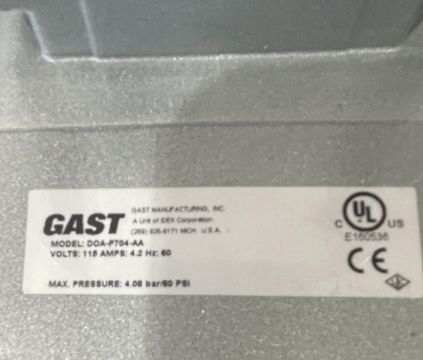 GAST
GAST MANUFACTURING, INC.
A Unit of IDEX Corporation
(269) 926-6171 MICH. U.S.A.
MODEL: DOA-P704-AA
VOLTS: 115 AMPS: 4.2 Hz: 60
MAX. PRESSURE: 4.08 bar/60 PSI
C UL US
E160536
CE